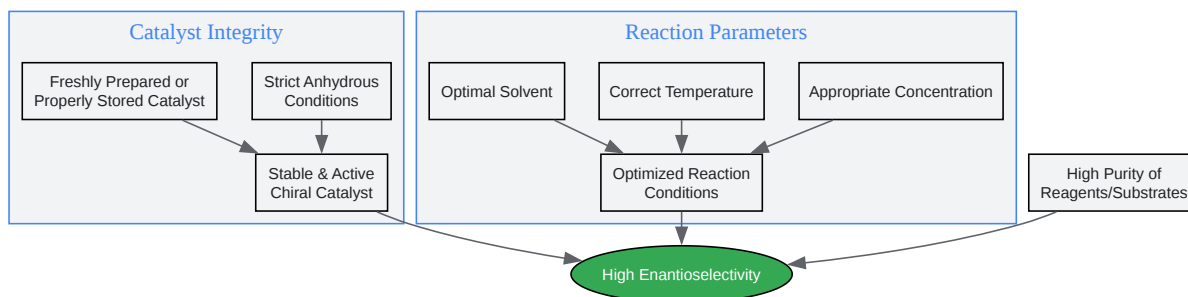 Catalyst Integrity
Reaction Parameters
Freshly Prepared or
Properly Stored Catalyst
Strict Anhydrous
Conditions
Optimal Solvent
Correct Temperature
Appropriate Concentration
Stable & Active
Chiral Catalyst
Optimized Reaction
Conditions
High Purity of
Reagents/Substrates
High Enantioselectivity